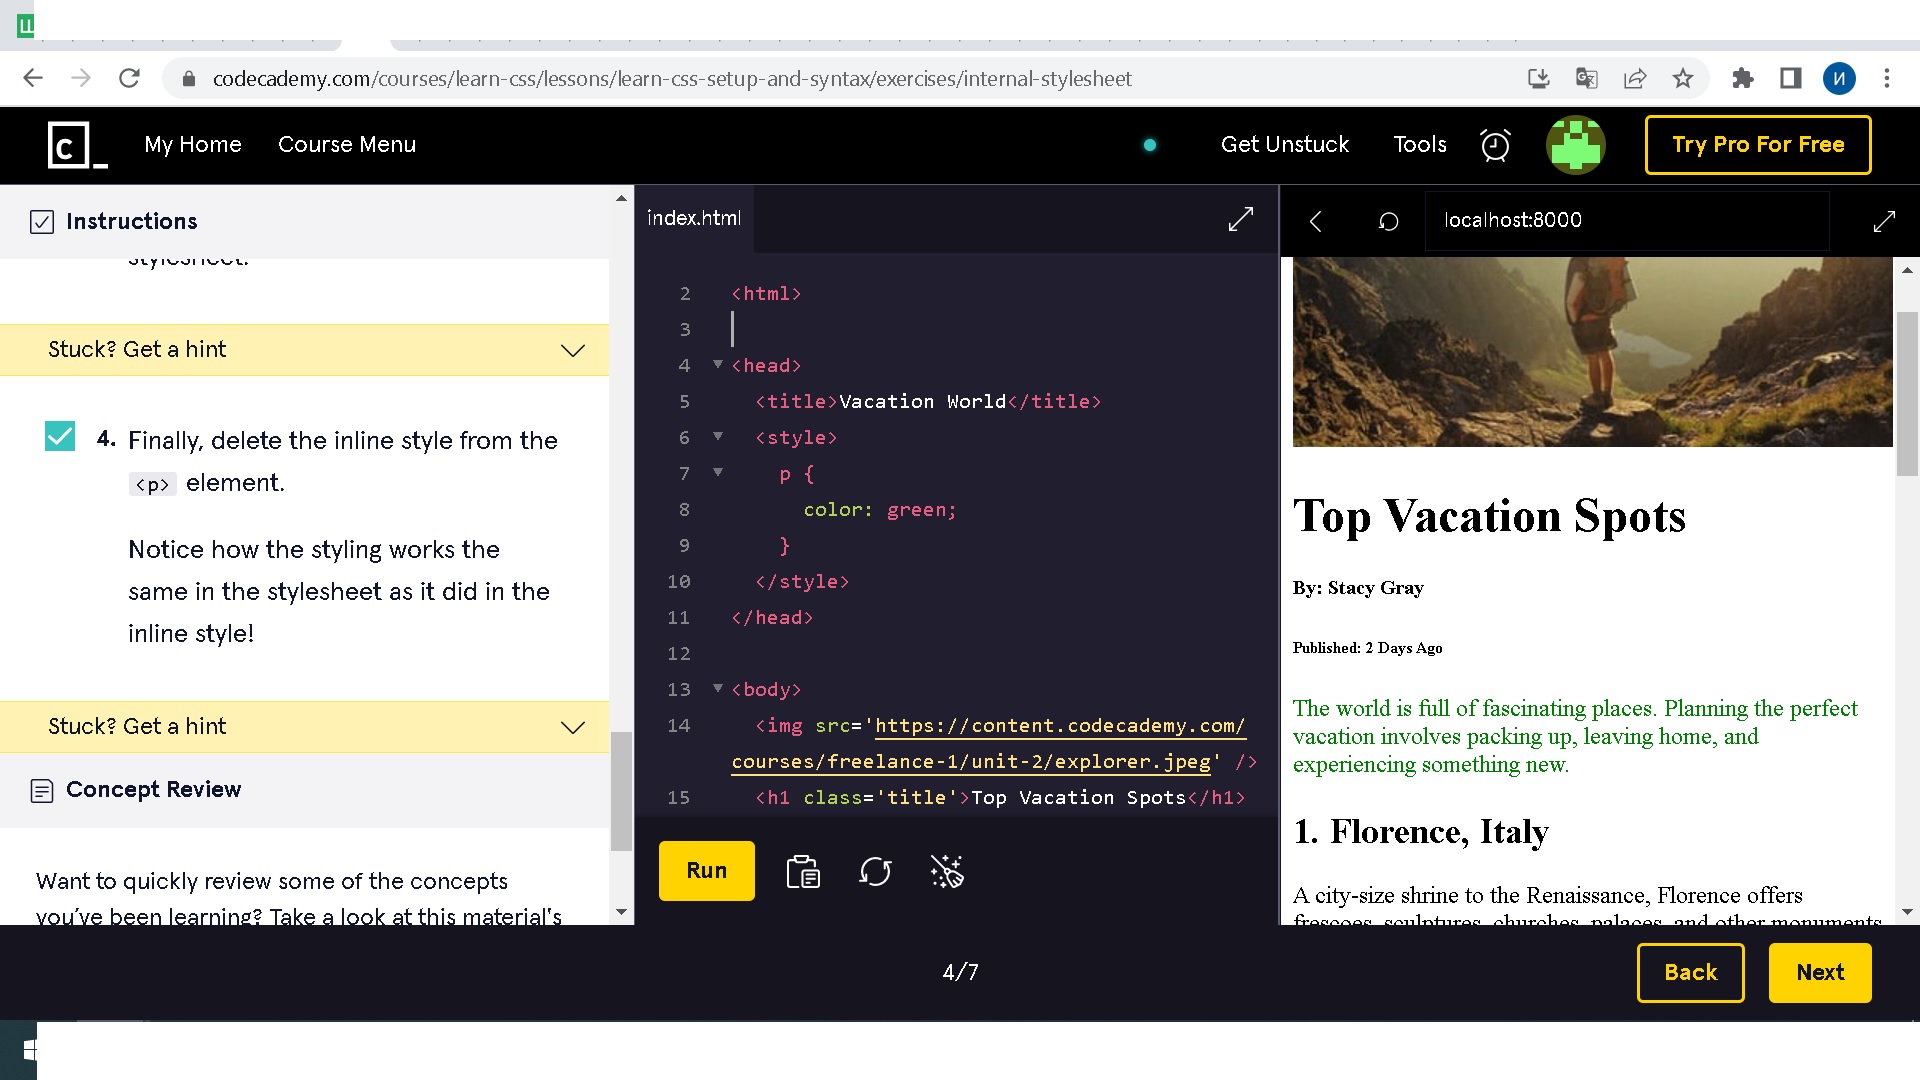 codecademy.com/courses/learn-css/lessons/learn-css-setup-and-syntax/exercises/internal-stylesheet
И
c_
My Home
Course Menu
Get Unstuck
Tools
Try Pro For Free
Instructions
stylesheet.
Stuck? Get a hint
4. Finally, delete the inline style from the
<p> element.
Notice how the styling works the
same in the stylesheet as it did in the
inline style!
Stuck? Get a hint
Concept Review
Want to quickly review some of the concepts
you've been learning? Take a look at this material's
index.html
2 <html>
3
4 <head>
5 <title>Vacation World</title>
6 <style>
7 p {
8 color: green;
9 }
10 </style>
11 </head>
12
13 <body>
14 <img src='https://content.codecademy.com/
courses/freelance-1/unit-2/explorer.jpeg' />
15 <h1 class='title'>Top Vacation Spots</h1>
Run
localhost:8000
Top Vacation Spots
By: Stacy Gray
Published: 2 Days Ago
The world is full of fascinating places. Planning the perfect
vacation involves packing up, leaving home, and
experiencing something new.
1. Florence, Italy
A city-size shrine to the Renaissance, Florence offers
frescoes, sculptures, churches, palaces, and other monuments
4/7
Back
Next